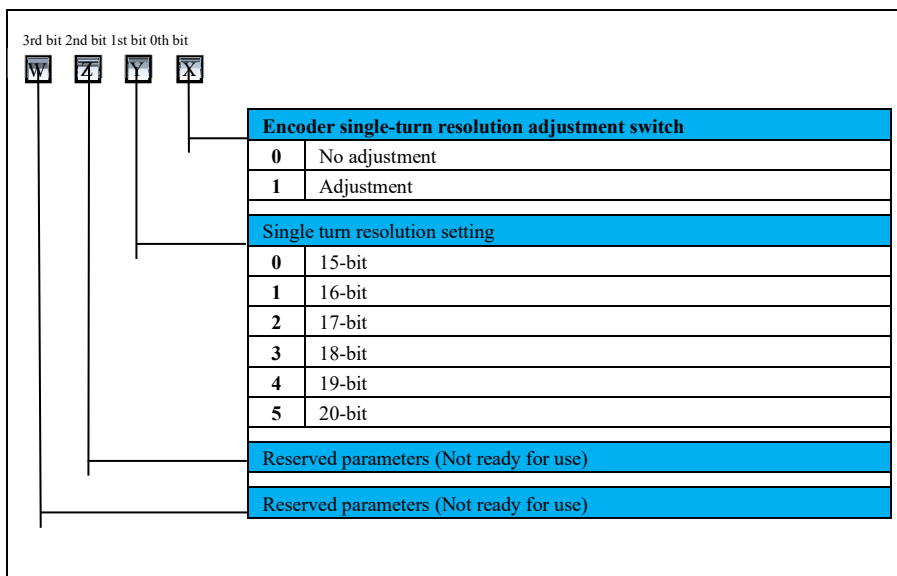 3rd bit 2nd bit 1st bit 0th bit
W Z Y X
Encoder single-turn resolution adjustment switch
0 No adjustment
1 Adjustment
Single turn resolution setting
0 15-bit
1 16-bit
2 17-bit
3 18-bit
4 19-bit
5 20-bit
Reserved parameters (Not ready for use)
Reserved parameters (Not ready for use)